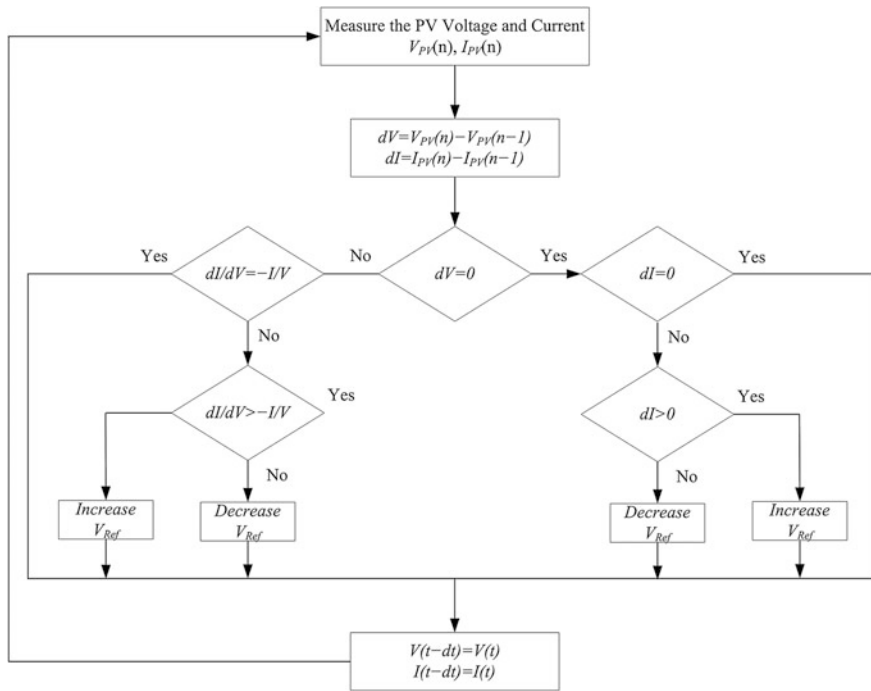 Measure the PV Voltage and Current
V_PV(n), I_PV(n)
dV=V_PV(n)−V_PV(n−1)
dI=I_PV(n)−I_PV(n−1)
Yes
dI/dV=−I/V
No
dV=0
Yes
dI=0
Yes
No
No
dI/dV>−I/V
Yes
dI>0
Yes
No
No
Increase
V_Ref
Decrease
V_Ref
Decrease
V_Ref
Increase
V_Ref
V(t−dt)=V(t)
I(t−dt)=I(t)